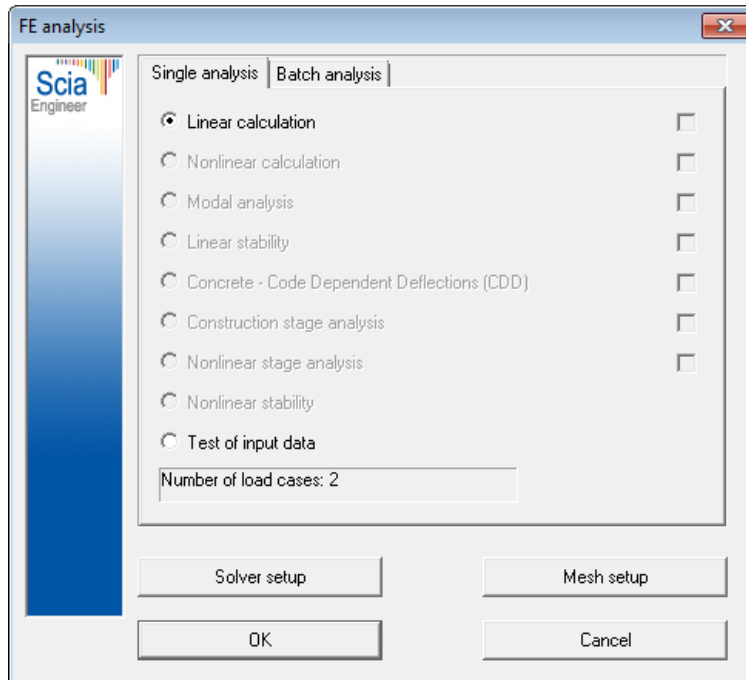 FE analysis
Scia
Engineer
Single analysis
Batch analysis
Linear calculation
Nonlinear calculation
Modal analysis
Linear stability
Concrete - Code Dependent Deflections (CDD)
Construction stage analysis
Nonlinear stage analysis
Nonlinear stability
Test of input data
Number of load cases: 2
Solver setup
Mesh setup
OK
Cancel